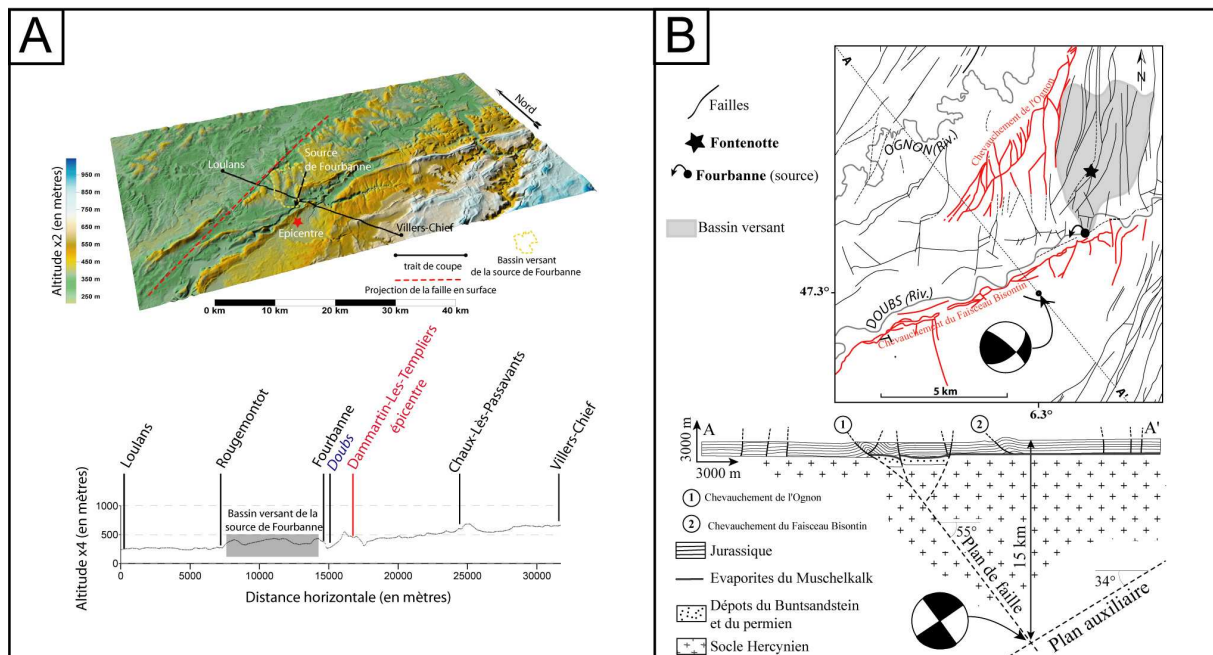 A
Altitude x2 (en mètres)
950 m
850 m
750 m
650 m
550 m
450 m
350 m
250 m
Nord
Loulans
Source
de Fourbanne
Epicentre
Villers-Chief
trait de coupe
Projection de la faille en surface
Bassin versant
de la source de Fourbanne
0 km
10 km
20 km
30 km
40 km
Loulans
Rougemontot
Fourbanne
Doubs
Dammartin-Les-Templiers
épicentre
Chaux-Lès-Passavants
Villers-Chief
Altitude x4 (en mètres)
1000
500
0
Bassin versant de la
source de Fourbanne
0
5000
10000
15000
20000
25000
30000
Distance horizontale (en mètres)
B
Failles
Fontenotte
Fourbanne (source)
Bassin versant
A
N
OGNON (Riv.)
Chevauchement de l'Ognon
47.3°
DOUBS (Riv.)
Chevauchement du Faisceau Bisontin
A'
5 km
6.3°
3000 m
A
1
2
A'
3000 m
1 Chevauchement de l'Ognon
2 Chevauchement du Faisceau Bisontin
Jurassique
Evaporites du Muschelkalk
Dépots du Buntsandstein
et du permien
Socle Hercynien
55°
Plan de faille
15 km
34°
Plan auxiliaire